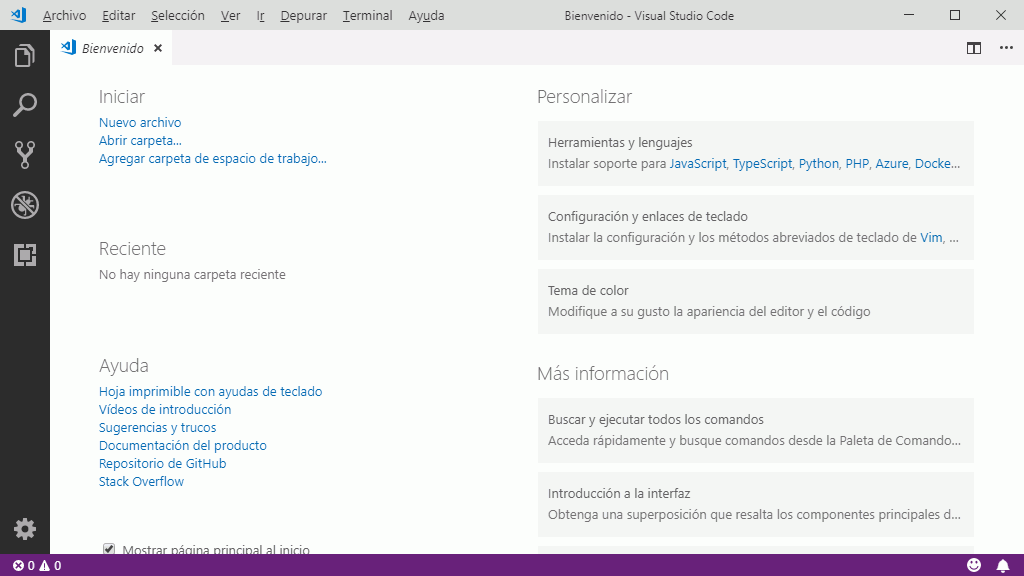 Archivo Editar Selección Ver Ir Depurar Terminal Ayuda Bienvenido - Visual Studio Code
Bienvenido
Iniciar
Nuevo archivo
Abrir carpeta...
Agregar carpeta de espacio de trabajo...
Reciente
No hay ninguna carpeta reciente
Ayuda
Hoja imprimible con ayudas de teclado
Vídeos de introducción
Sugerencias y trucos
Documentación del producto
Repositorio de GitHub
Stack Overflow
Mostrar página principal al inicio
Personalizar
Herramientas y lenguajes
Instalar soporte para JavaScript, TypeScript, Python, PHP, Azure, Docke...
Configuración y enlaces de teclado
Instalar la configuración y los métodos abreviados de teclado de Vim, ...
Tema de color
Modifique a su gusto la apariencia del editor y el código
Más información
Buscar y ejecutar todos los comandos
Acceda rápidamente y busque comandos desde la Paleta de Comando...
Introducción a la interfaz
Obtenga una superposición que resalta los componentes principales d...
0 0